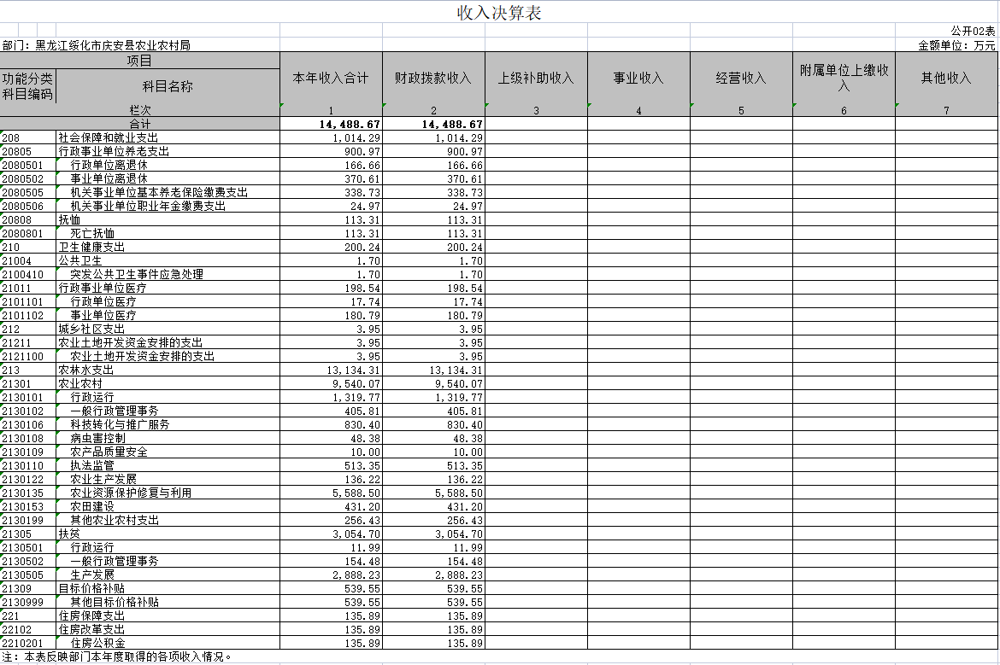 收入决算表
公开02表
部门：黑龙江绥化市庆安县农业农村局 金额单位：万元
项目 本年收入合计 财政拨款收入 上级补助收入 事业收入 经营收入 附属单位上缴收入 其他收入
功能分类科目编码 科目名称
栏次 1 2 3 4 5 6 7
合计 14,488.67 14,488.67
208 社会保障和就业支出 1,014.29 1,014.29
20805 行政事业单位养老支出 900.97 900.97
2080501 行政单位离退休 166.66 166.66
2080502 事业单位离退休 370.61 370.61
2080505 机关事业单位基本养老保险缴费支出 338.73 338.73
2080506 机关事业单位职业年金缴费支出 24.97 24.97
20808 抚恤 113.31 113.31
2080801 死亡抚恤 113.31 113.31
210 卫生健康支出 200.24 200.24
21004 公共卫生 1.70 1.70
2100410 突发公共卫生事件应急处理 1.70 1.70
21011 行政事业单位医疗 198.54 198.54
2101101 行政单位医疗 17.74 17.74
2101102 事业单位医疗 180.79 180.79
212 城乡社区支出 3.95 3.95
21211 农业土地开发资金安排的支出 3.95 3.95
2121100 农业土地开发资金安排的支出 3.95 3.95
213 农林水支出 13,134.31 13,134.31
21301 农业农村 9,540.07 9,540.07
2130101 行政运行 1,319.77 1,319.77
2130102 一般行政管理事务 405.81 405.81
2130106 科技转化与推广服务 830.40 830.40
2130108 病虫害控制 48.38 48.38
2130109 农产品质量安全 10.00 10.00
2130110 执法监管 513.35 513.35
2130122 农业生产发展 136.22 136.22
2130135 农业资源保护修复与利用 5,588.50 5,588.50
2130153 农田建设 431.20 431.20
2130199 其他农业农村支出 256.43 256.43
21305 扶贫 3,054.70 3,054.70
2130501 行政运行 11.99 11.99
2130502 一般行政管理事务 154.48 154.48
2130505 生产发展 2,888.23 2,888.23
21309 目标价格补贴 539.55 539.55
2130999 其他目标价格补贴 539.55 539.55
221 住房保障支出 135.89 135.89
22102 住房改革支出 135.89 135.89
2210201 住房公积金 135.89 135.89
注：本表反映部门本年度取得的各项收入情况。